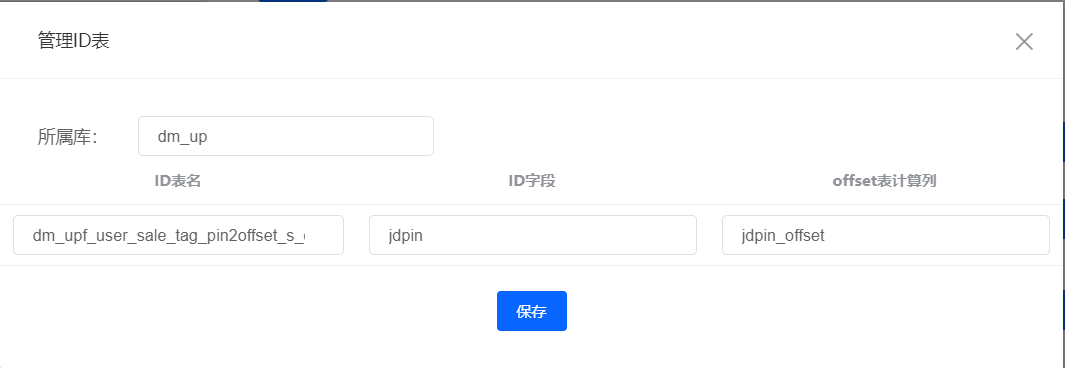 管理ID表
所属库： dm_up
ID表名 ID字段 offset表计算列
dm_upf_user_sale_tag_pin2offset_s_ jdpin jdpin_offset
保存